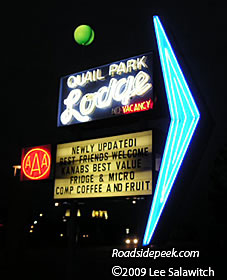 QUAIL PARK
Lodge
NO VACANCY
NEWLY UPDATED!
BEST FRIENDS WELCOME
KANABS BEST VALUE
FRIDGE & MICRO
COMP COFFEE AND FRUIT
AAA
Roadsidepeek.com
©2009 Lee Salawitch